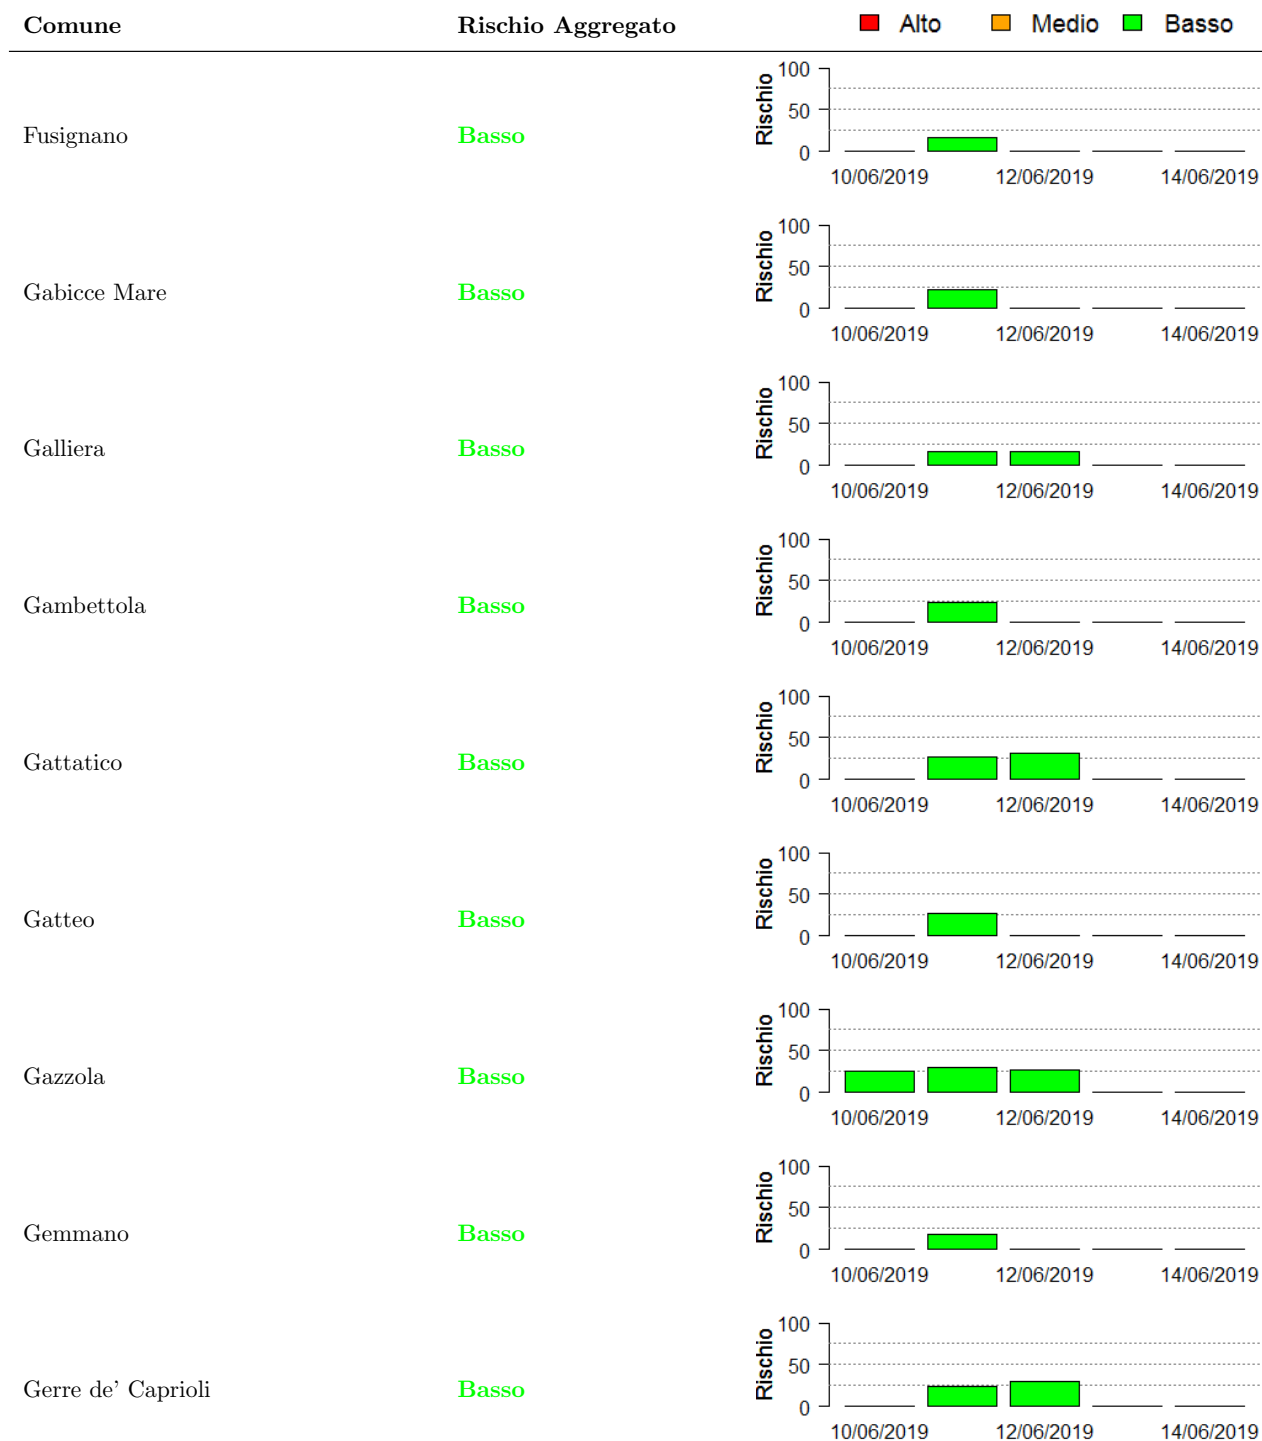 Comune Rischio Aggregato Alto Medio Basso
Fusignano Basso
Rischio
100
50
0
10/06/2019 12/06/2019 14/06/2019
Gabicce Mare Basso
Rischio
100
50
0
10/06/2019 12/06/2019 14/06/2019
Galliera Basso
Rischio
100
50
0
10/06/2019 12/06/2019 14/06/2019
Gambettola Basso
Rischio
100
50
0
10/06/2019 12/06/2019 14/06/2019
Gattatico Basso
Rischio
100
50
0
10/06/2019 12/06/2019 14/06/2019
Gatteo Basso
Rischio
100
50
0
10/06/2019 12/06/2019 14/06/2019
Gazzola Basso
Rischio
100
50
0
10/06/2019 12/06/2019 14/06/2019
Gemmano Basso
Rischio
100
50
0
10/06/2019 12/06/2019 14/06/2019
Gerre de' Caprioli Basso
Rischio
100
50
0
10/06/2019 12/06/2019 14/06/2019